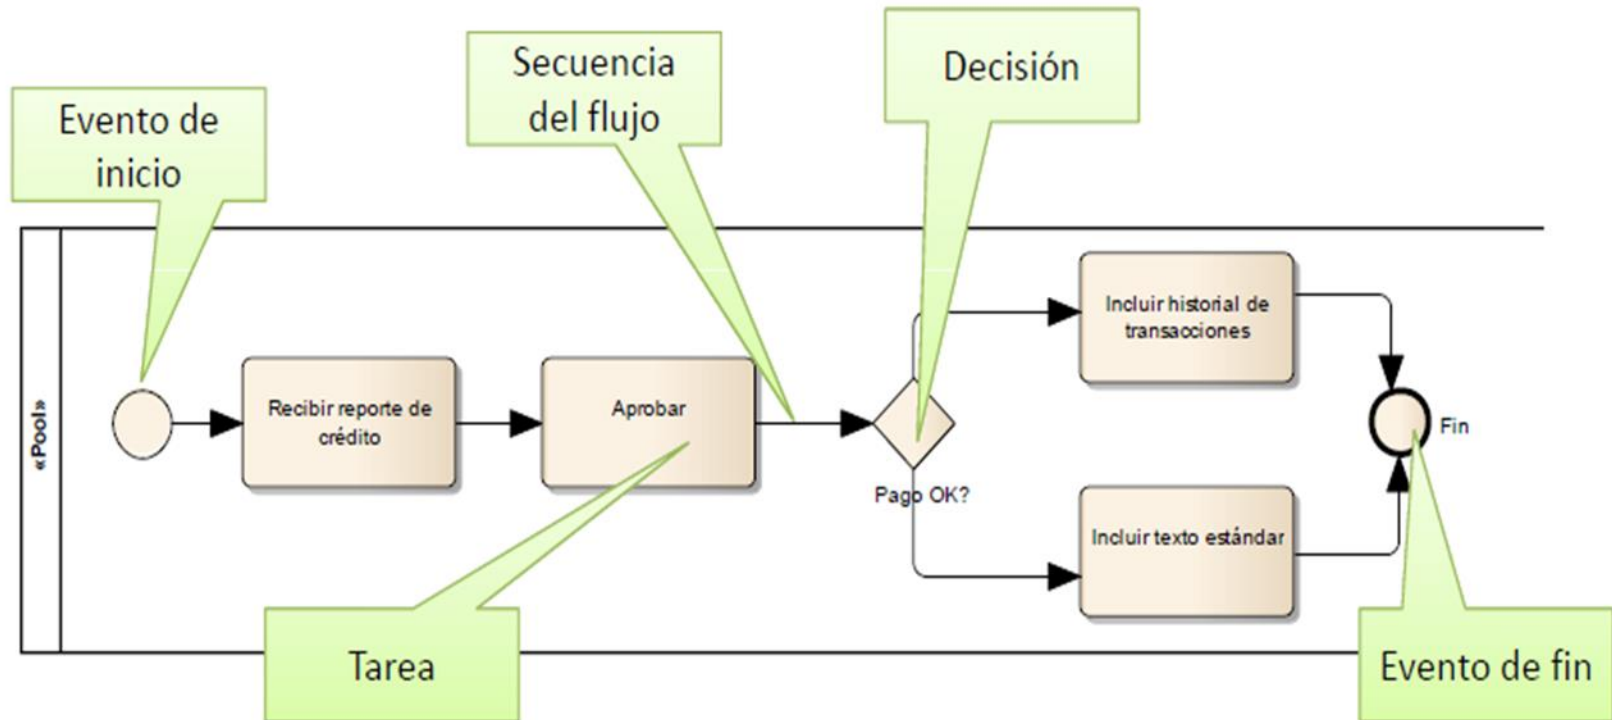 Evento de
inicio
Secuencia
del flujo
Decisión
«Pool»
Recibir reporte de
crédito
Aprobar
Pago OK?
Incluir historial de
transacciones
Incluir texto estándar
Fin
Tarea
Evento de fin